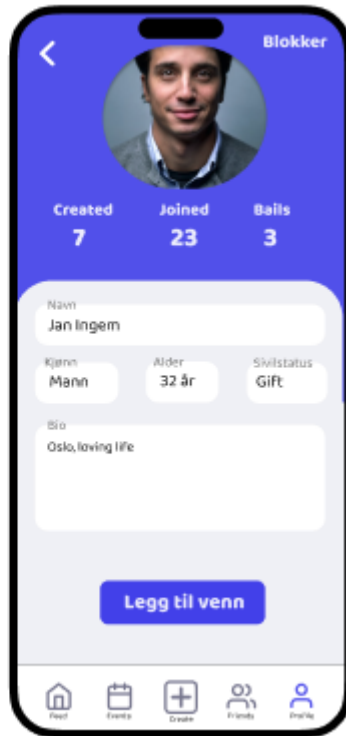 Blokker
Created Joined Bails
7 23 3
Navn
Jan Ingem
Kjønn Alder Sivilstatus
Mann 32 år Gift
Bio
Oslo, loving life
Legg til venn
Feed Events Create Friends Profile